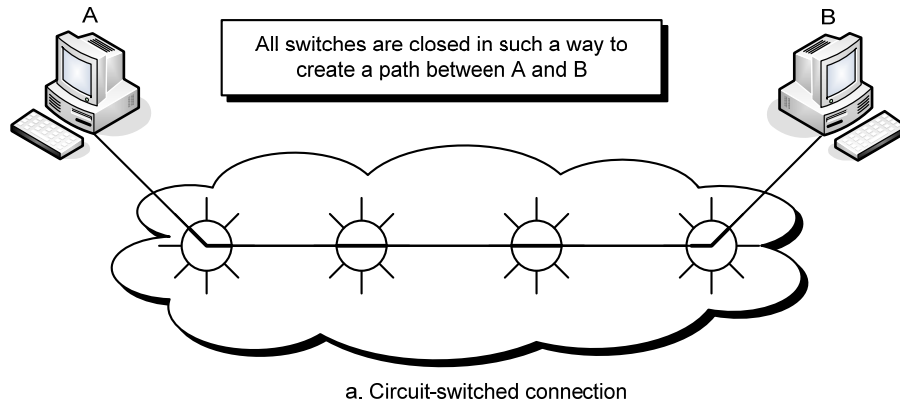 A
B
All switches are closed in such a way to
create a path between A and B
a. Circuit-switched connection